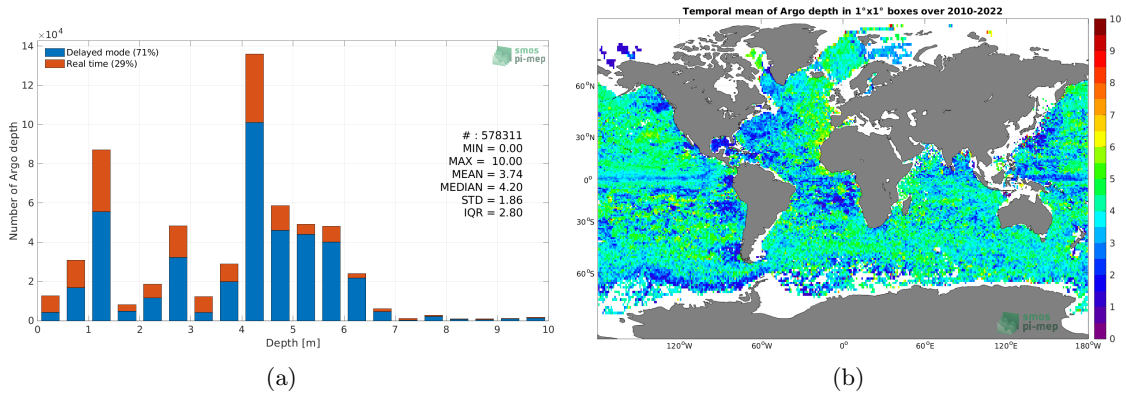 ×10⁴
14
12
10
8
6
4
2
0
Number of Argo depth
Delayed mode (71%)
Real time (29%)
smos
pi-mep
# : 578311
MIN = 0.00
MAX = 10.00
MEAN = 3.74
MEDIAN = 4.20
STD = 1.86
IQR = 2.80
0 1 2 3 4 5 6 7 8 9 10
Depth [m]
(a)
Temporal mean of Argo depth in 1°x1° boxes over 2010-2022
60°N
30°N
0°
30°S
60°S
120°W 60°W 0° 60°E 120°E 180°W
smos
pi-mep
10
9
8
7
6
5
4
3
2
1
0
(b)